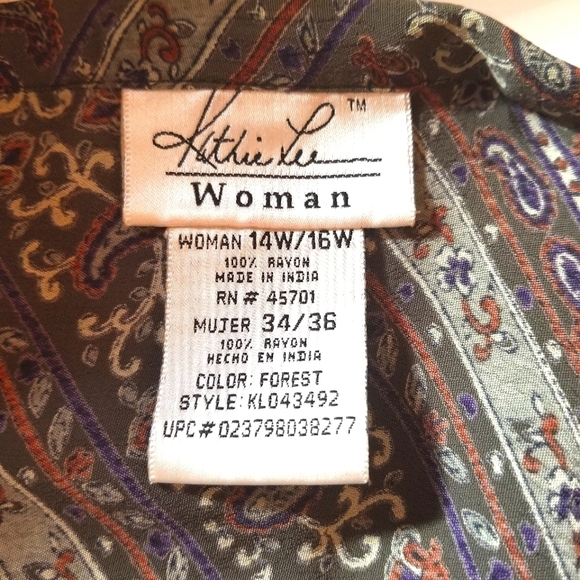 Kathie Lee ™
Woman
WOMAN 14W/16W
100% RAYON
MADE IN INDIA
RN# 45701
MUJER 34/36
100% RAYON
HECHO EN INDIA
COLOR: FOREST
STYLE: KL043492
UPC#023798038277